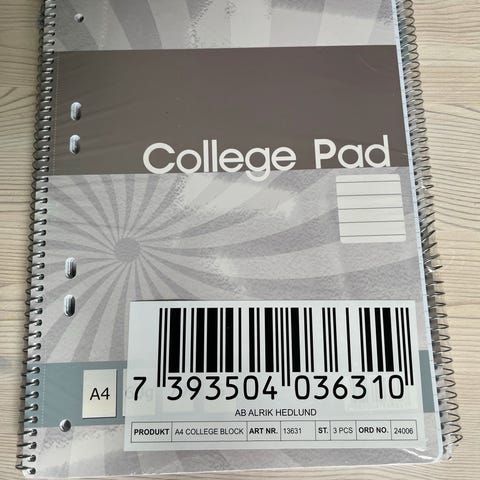 College Pad
A4
7 393504 036310
AB ALRIK HEDLUND
PRODUKT A4 COLLEGE BLOCK ART NR. 13631 ST. 3 PCS ORD NO. 24006